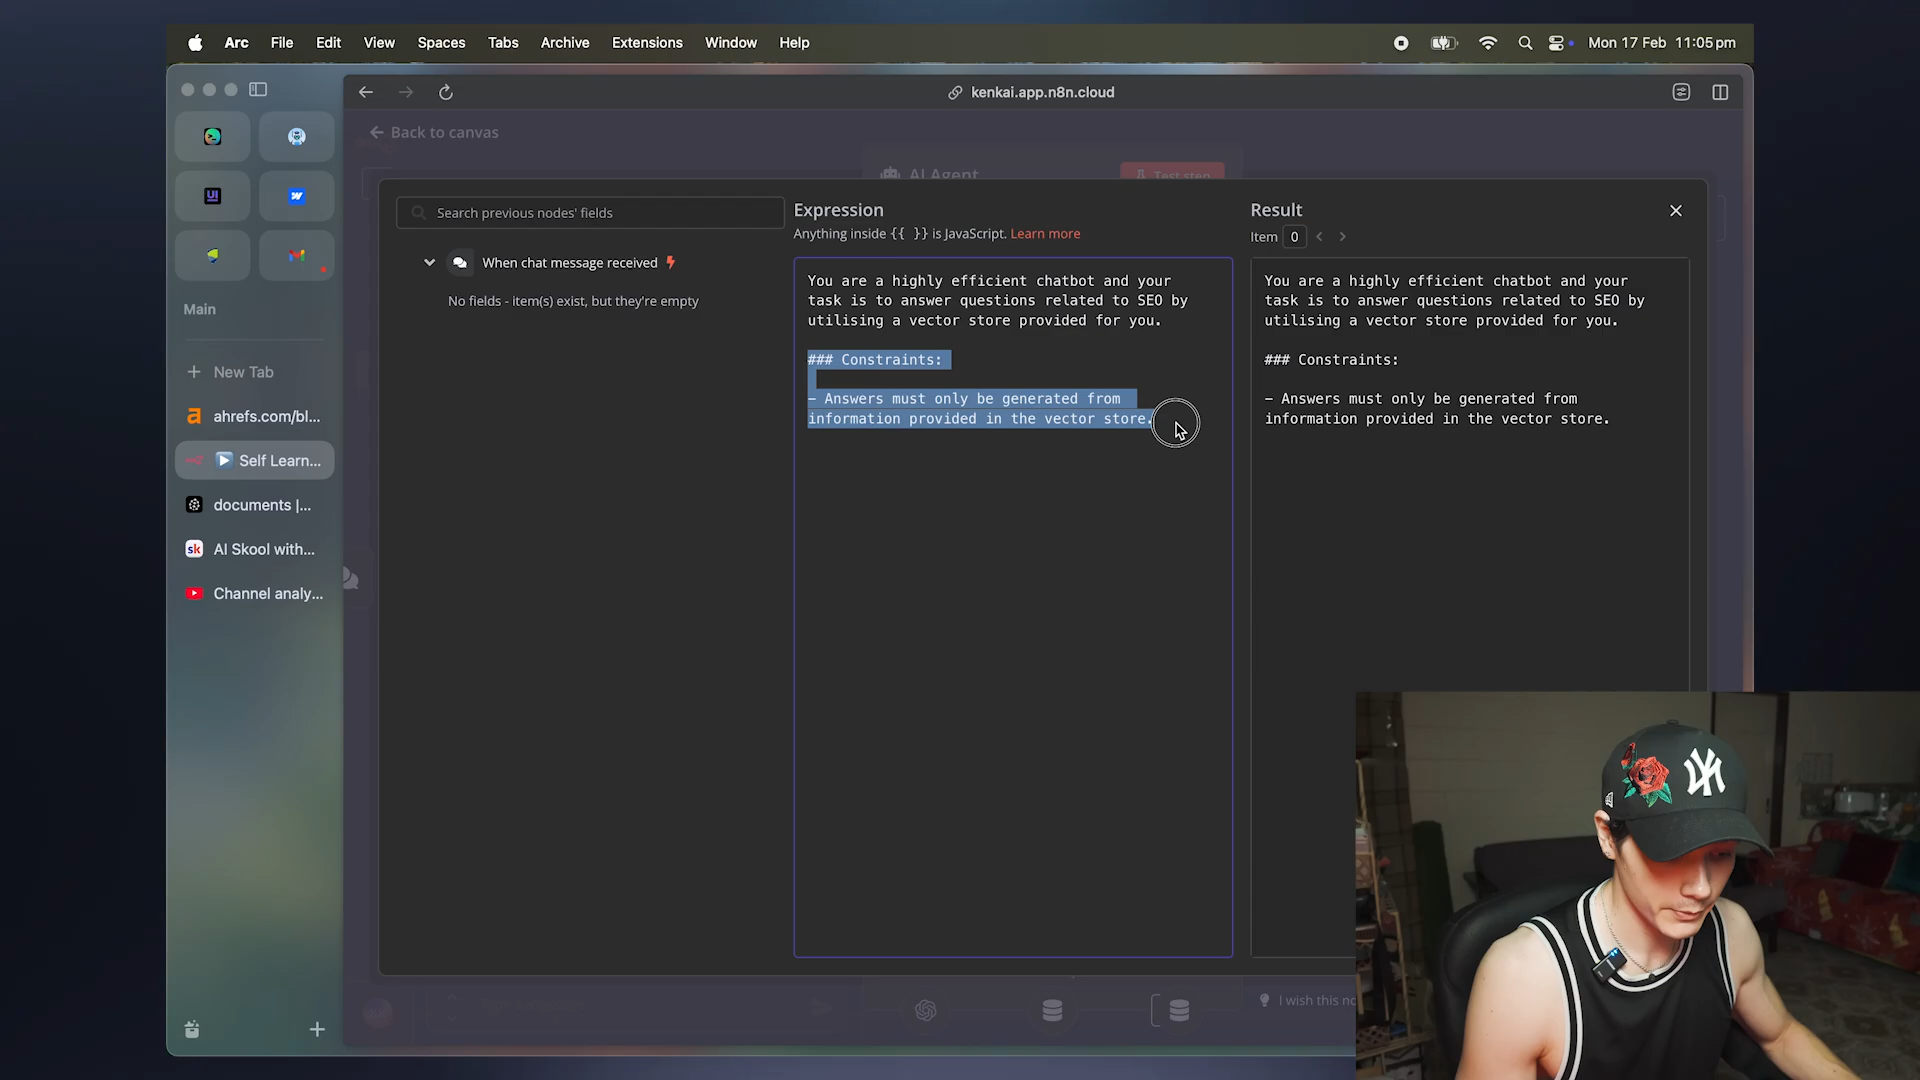 Arc File Edit View Spaces Tabs Archive Extensions Window Help
Mon 17 Feb 11:05 pm
kenkai.app.n8n.cloud
Back to canvas
AI Agent
Test step
Search previous nodes' fields
When chat message received
No fields - item(s) exist, but they're empty
Expression
Anything inside {{ }} is JavaScript. Learn more
You are a highly efficient chatbot and your
task is to answer questions related to SEO by
utilising a vector store provided for you.
### Constraints:
- Answers must only be generated from
information provided in the vector store.
Result
Item 0
You are a highly efficient chatbot and your
task is to answer questions related to SEO by
utilising a vector store provided for you.
### Constraints:
- Answers must only be generated from
information provided in the vector store.
Main
New Tab
ahrefs.com/bl...
Self Learn...
documents |...
sk AI Skool with...
Channel analy...
UI
I wish this no
NY